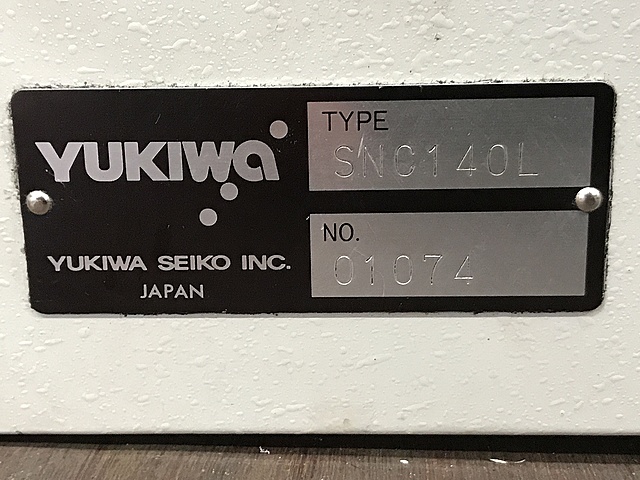 YUKIWA
YUKIWA SEIKO INC.
JAPAN
TYPE
SNC140L
NO.
01074